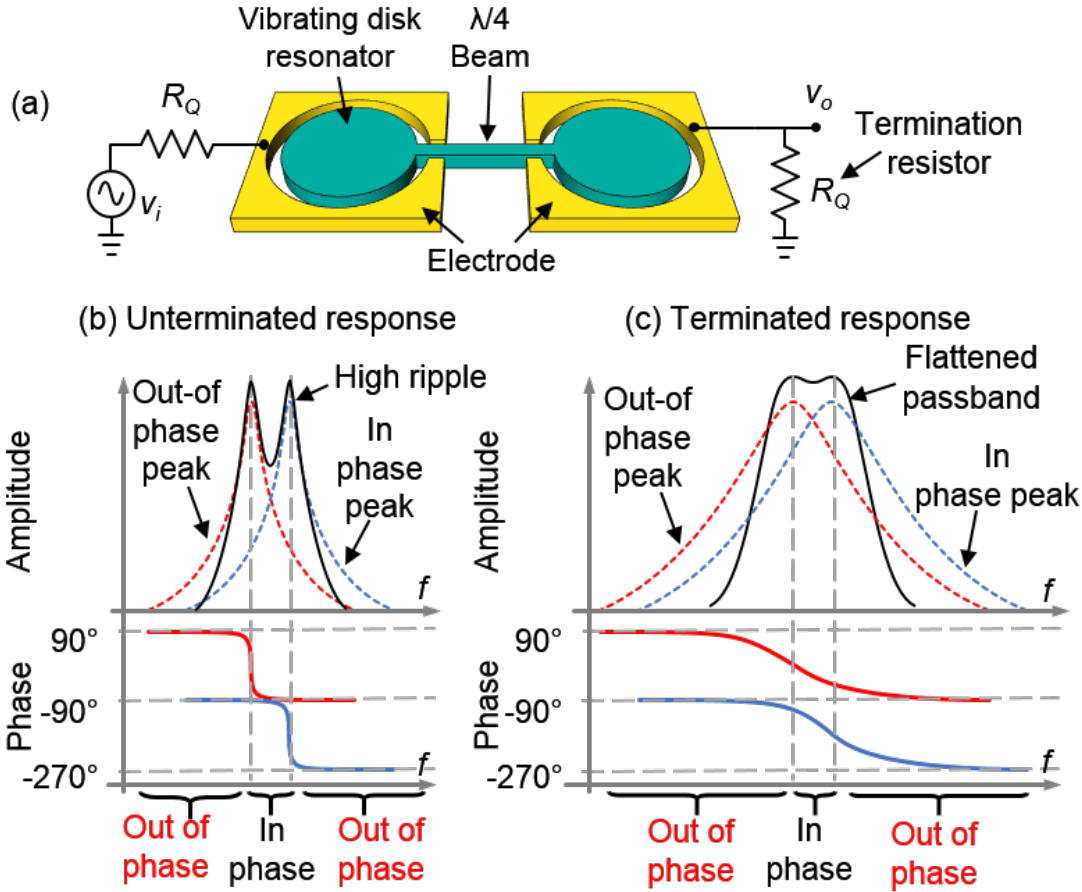 (a)
Vibrating disk
resonator
λ/4
Beam
R_Q
v_i
v_o
Termination
resistor
R_Q
Electrode
(b) Unterminated response
Out-of
phase
peak
High ripple
In
phase
peak
Amplitude
f
90°
-90°
-270°
Phase
f
Out of
phase
In
phase
Out of
phase
(c) Terminated response
Out-of
phase
peak
Flattened
passband
In
phase peak
Amplitude
f
90°
-90°
-270°
Phase
f
Out of
phase
In
phase
Out of
phase